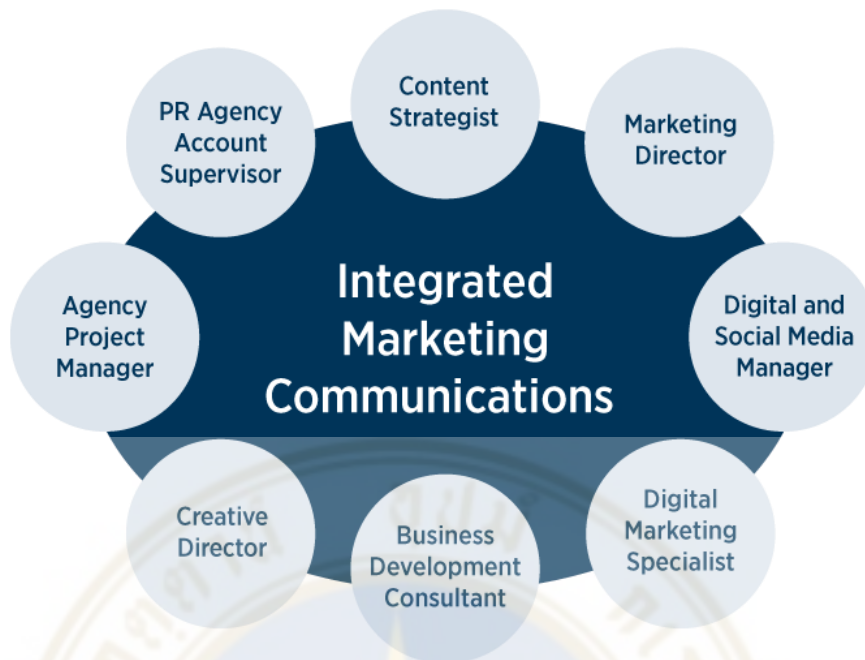 Content
Strategist
PR Agency
Account
Supervisor
Marketing
Director
Integrated
Marketing
Communications
Agency
Project
Manager
Digital and
Social Media
Manager
Creative
Director
Business
Development
Consultant
Digital
Marketing
Specialist